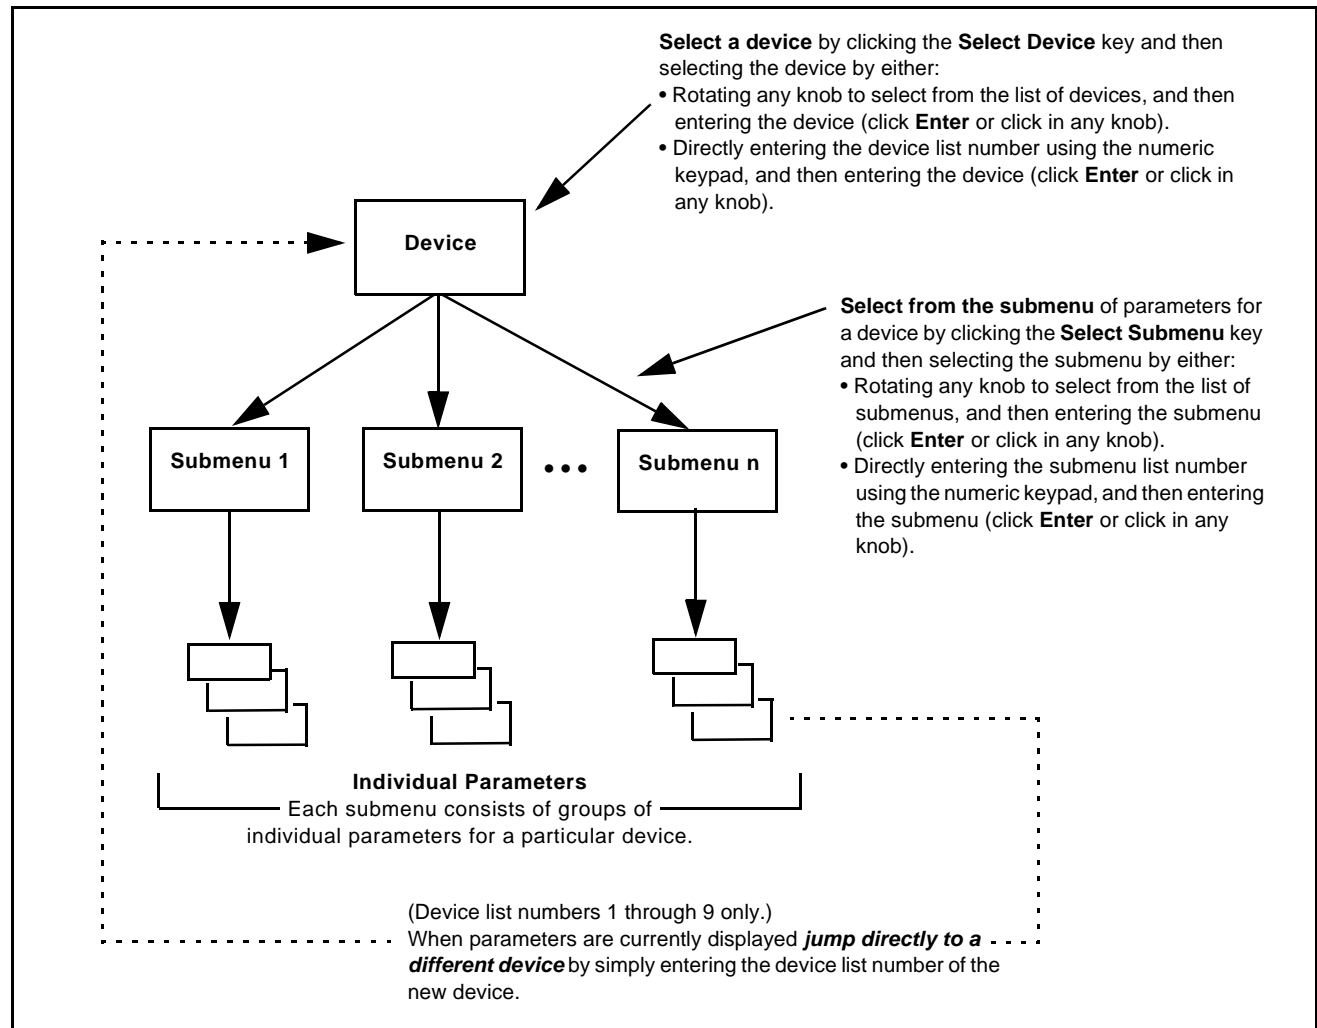 Select a device by clicking the Select Device key and then
selecting the device by either:
• Rotating any knob to select from the list of devices, and then
entering the device (click Enter or click in any knob).
• Directly entering the device list number using the numeric
keypad, and then entering the device (click Enter or click in
any knob).
Device
Select from the submenu of parameters for
a device by clicking the Select Submenu key
and then selecting the submenu by either:
• Rotating any knob to select from the list of
submenus, and then entering the submenu
(click Enter or click in any knob).
• Directly entering the submenu list number
using the numeric keypad, and then entering
the submenu (click Enter or click in any
knob).
Submenu 1
Submenu 2
•••
Submenu n
Individual Parameters
Each submenu consists of groups of
individual parameters for a particular device.
(Device list numbers 1 through 9 only.)
When parameters are currently displayed jump directly to a
different device by simply entering the device list number of the
new device.